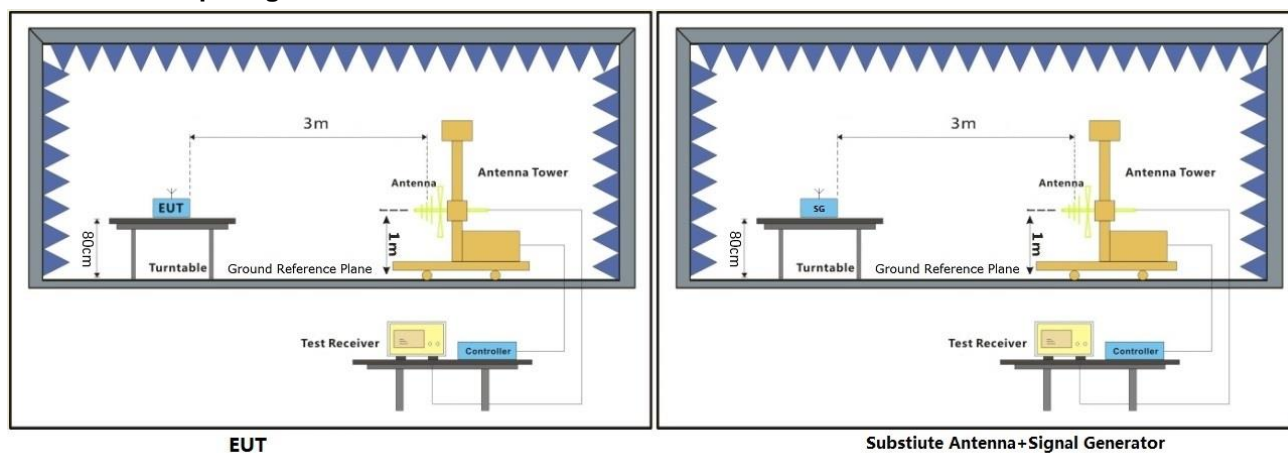 3m
Antenna
Antenna Tower
EUT
80cm
1m
Turntable
Ground Reference Plane
Test Receiver
Controller
EUT
3m
Antenna
Antenna Tower
SG
80cm
1m
Turntable
Ground Reference Plane
Test Receiver
Controller
Substiute Antenna+Signal Generator